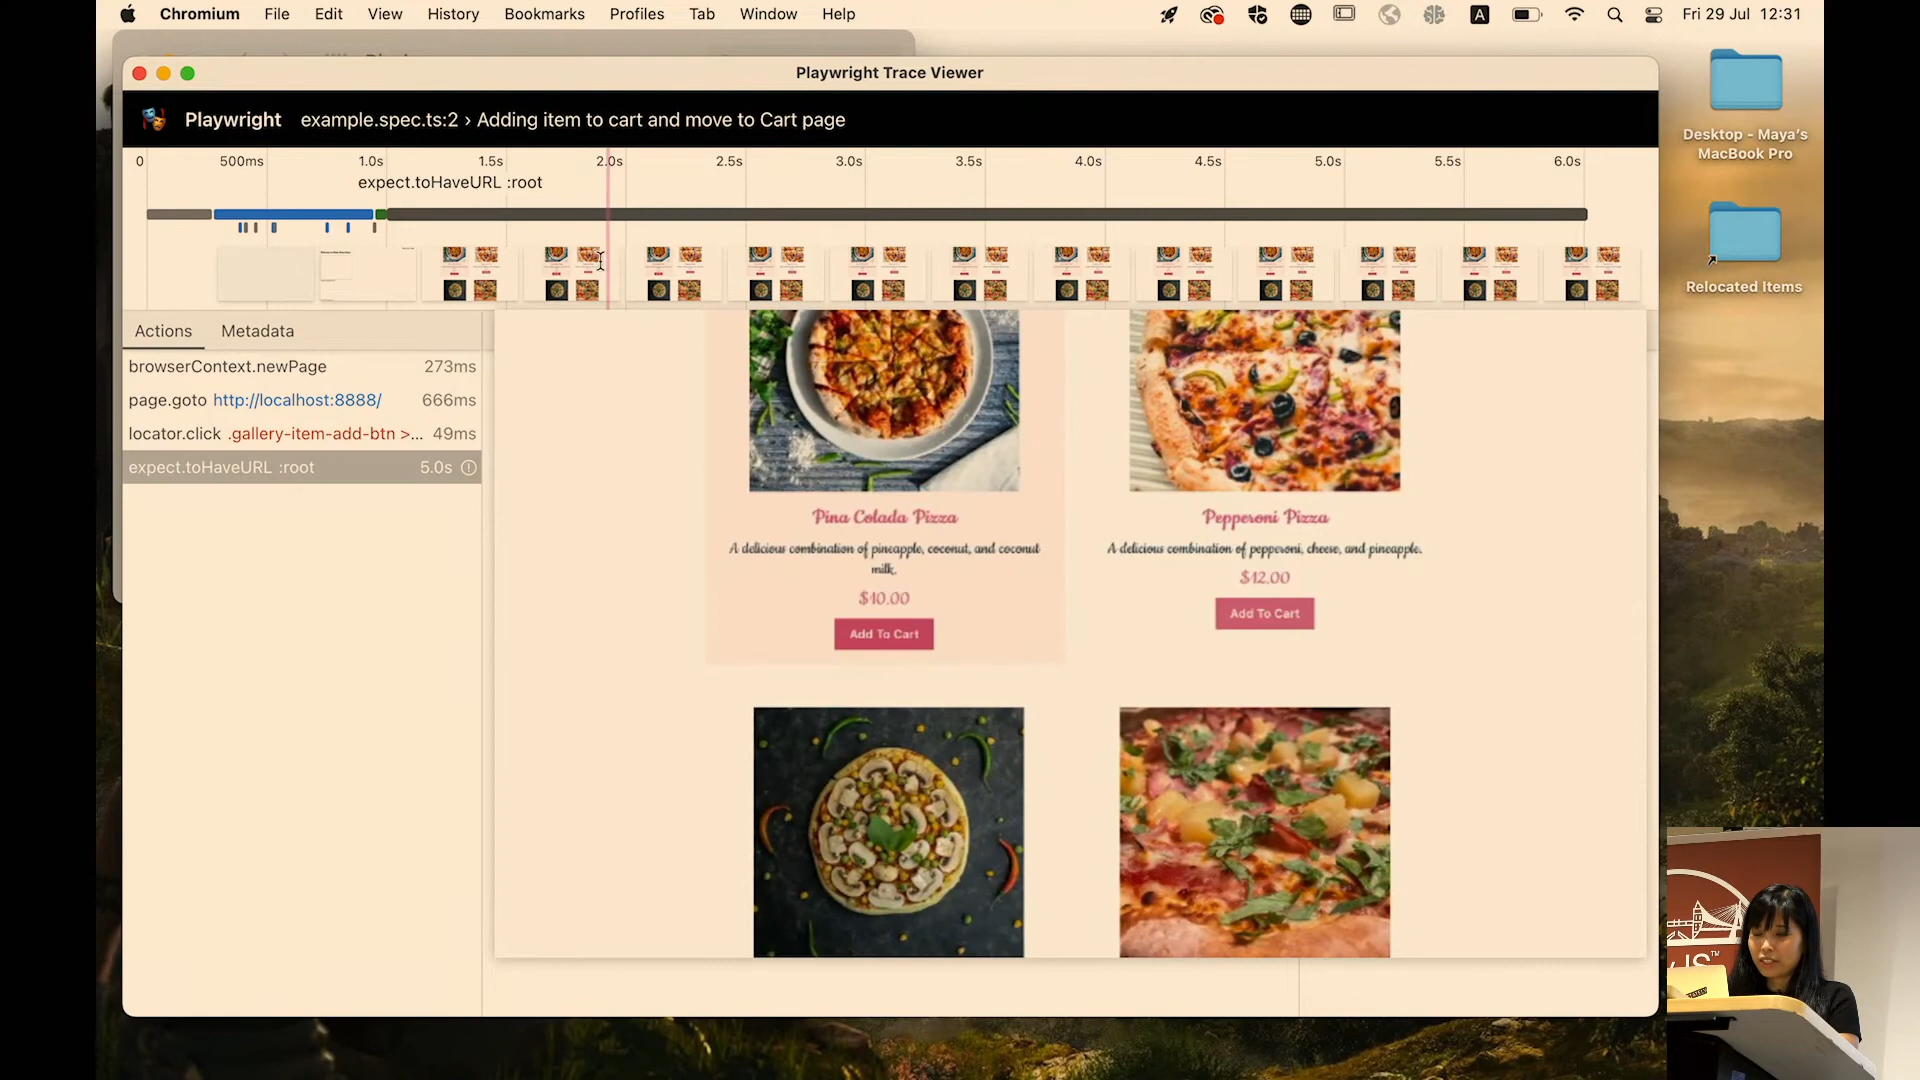 Chromium File Edit View History Bookmarks Profiles Tab Window Help
A Fri 29 Jul 12:31
Playwright Trace Viewer
Playwright example.spec.ts:2 › Adding item to cart and move to Cart page
0 500ms 1.0s 1.5s 2.0s 2.5s 3.0s 3.5s 4.0s 4.5s 5.0s 5.5s 6.0s
expect.toHaveURL :root
Actions Metadata
browserContext.newPage 273ms
page.goto http://localhost:8888/ 666ms
locator.click .gallery-item-add-btn >... 49ms
expect.toHaveURL :root 5.0s
Pina Colada Pizza
A delicious combination of pineapple, coconut, and coconut
milk.
$10.00
Add To Cart
Pepperoni Pizza
A delicious combination of pepperoni, cheese, and pineapple.
$12.00
Add To Cart
Desktop - Maya's
MacBook Pro
Relocated Items
JS™